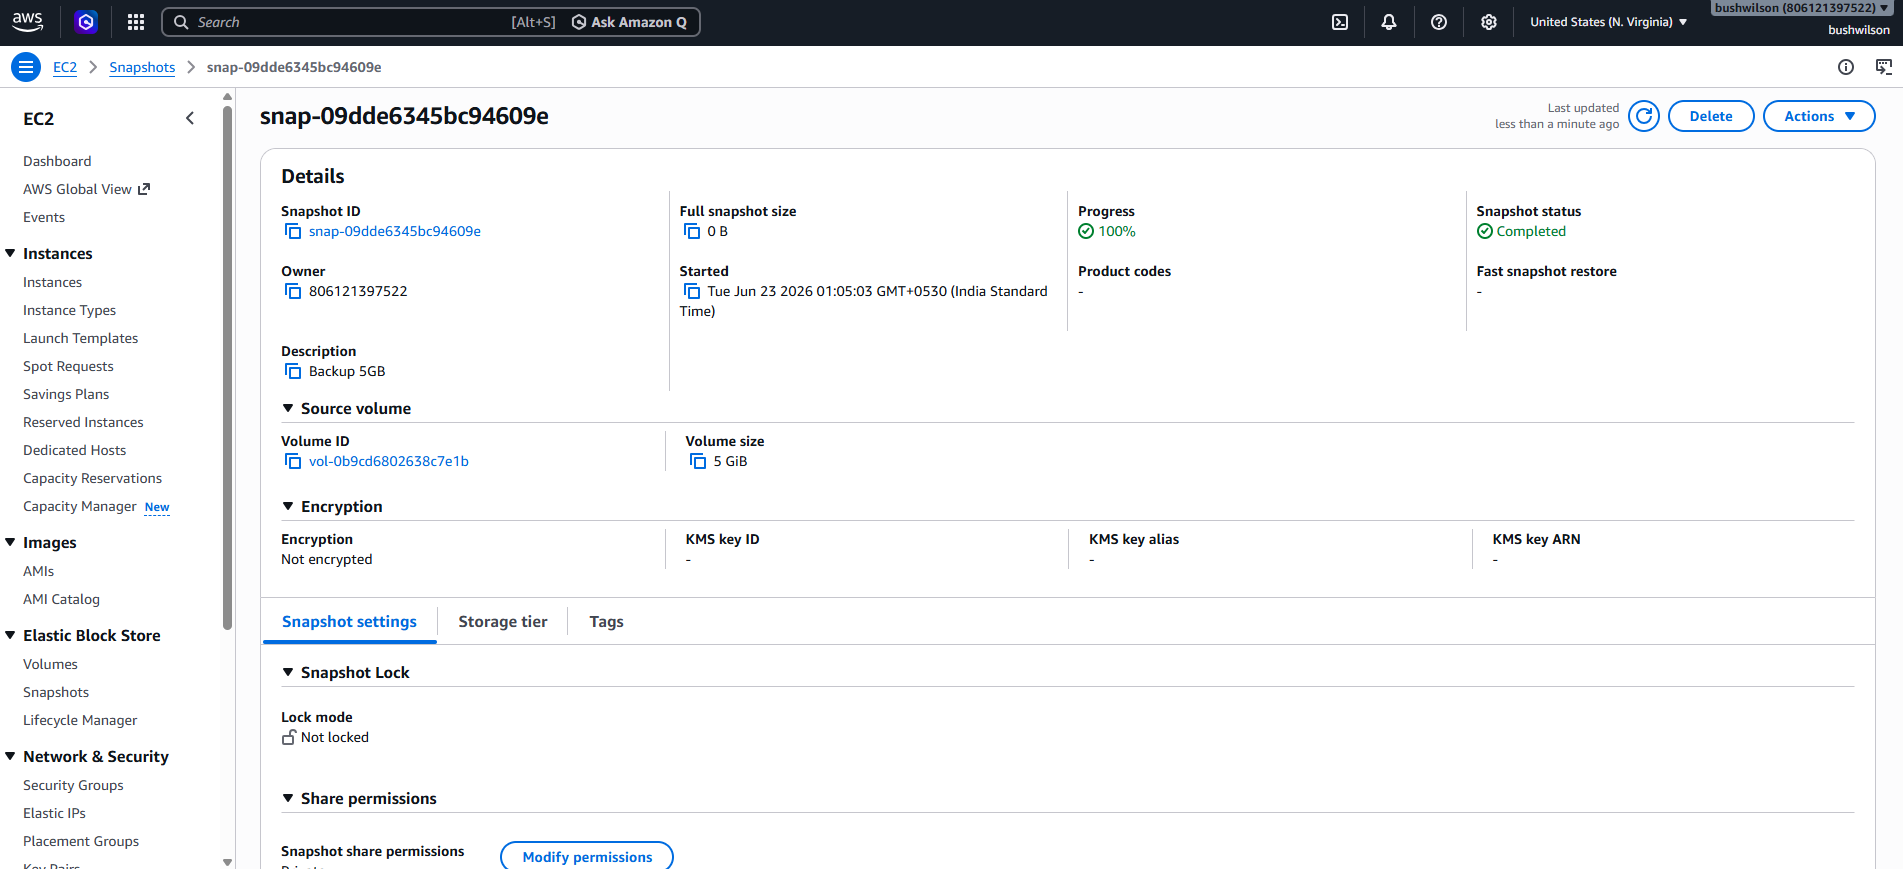 aws
Search [Alt+S] Ask Amazon Q
United States (N. Virginia)
bushwilson (806121397522)
bushwilson
EC2 Snapshots snap-09dde6345bc94609e
EC2
Dashboard
AWS Global View
Events
Instances
Instances
Instance Types
Launch Templates
Spot Requests
Savings Plans
Reserved Instances
Dedicated Hosts
Capacity Reservations
Capacity Manager New
Images
AMIs
AMI Catalog
Elastic Block Store
Volumes
Snapshots
Lifecycle Manager
Network & Security
Security Groups
Elastic IPs
Placement Groups
Key Pairs
snap-09dde6345bc94609e
Last updated
less than a minute ago
Delete
Actions
Details
Snapshot ID
snap-09dde6345bc94609e
Full snapshot size
0 B
Progress
100%
Snapshot status
Completed
Owner
806121397522
Started
Tue Jun 23 2026 01:05:03 GMT+0530 (India Standard
Time)
Product codes
-
Fast snapshot restore
-
Description
Backup 5GB
Source volume
Volume ID
vol-0b9cd6802638c7e1b
Volume size
5 GiB
Encryption
Encryption
Not encrypted
KMS key ID
-
KMS key alias
-
KMS key ARN
-
Snapshot settings
Storage tier
Tags
Snapshot Lock
Lock mode
Not locked
Share permissions
Snapshot share permissions
Private
Modify permissions